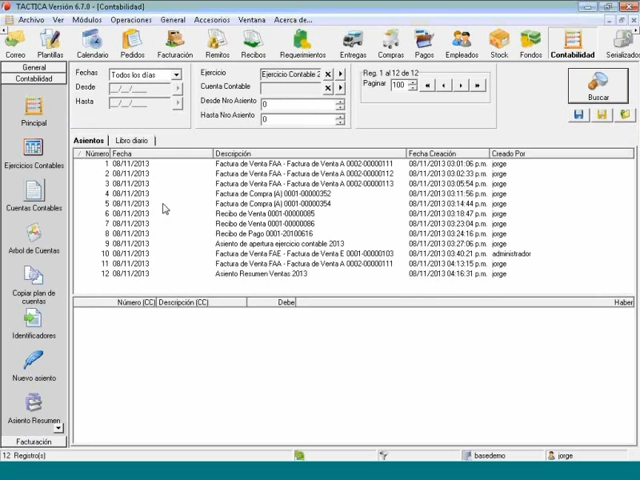 TACTICA Versión 6.7.0 - [Contabilidad]
Archivo Ver Módulos Operaciones General Accesorios Ventana Acerca de...
Correo Plantillas Calendario Pedidos Facturación Remitos Recibos Requerimientos Entregas Compras Pagos Empleados Stock Fondos Contabilidad Serializados
General
Contabilidad
Principal
Ejercicios Contables
Cuentas Contables
Arbol de Cuentas
Copiar plan de
cuentas
Identificadores
Nuevo asiento
Asiento Resumen
Facturación
Fechas Todos los días
Desde __/__/__
Hasta __/__/__
Ejercicio Ejercicio Contable 2
Cuenta Contable
Desde Nro Asiento 0
Hasta Nro Asiento 0
Reg. 1 al 12 de 12
Paginar 100
Buscar
Asientos Libro diario
Número Fecha Descripción Fecha Creación Creado Por
1 08/11/2013 Factura de Venta FAA - Factura de Venta A 0002-00000111 08/11/2013 03:01:06 p.m. jorge
2 08/11/2013 Factura de Venta FAA - Factura de Venta A 0002-00000112 08/11/2013 03:02:33 p.m. jorge
3 08/11/2013 Factura de Venta FAA - Factura de Venta A 0002-00000113 08/11/2013 03:05:54 p.m. jorge
4 08/11/2013 Factura de Compra (A) 0001-00000352 08/11/2013 03:11:56 p.m. jorge
5 08/11/2013 Factura de Compra (A) 0001-00000354 08/11/2013 03:14:44 p.m. jorge
6 08/11/2013 Recibo de Venta 0001-00000085 08/11/2013 03:18:47 p.m. jorge
7 08/11/2013 Recibo de Venta 0001-00000086 08/11/2013 03:23:04 p.m. jorge
8 08/11/2013 Recibo de Pago 0001-20100616 08/11/2013 03:24:16 p.m. jorge
9 08/11/2013 Asiento de apertura ejercicio contable 2013 08/11/2013 03:27:06 p.m. jorge
10 08/11/2013 Factura de Venta FAE - Factura de Venta E 0001-00000103 08/11/2013 03:40:21 p.m. administrador
11 08/11/2013 Factura de Venta FAA - Factura de Venta A 0002-00000111 08/11/2013 04:13:15 p.m. jorge
12 08/11/2013 Asiento Resumen Ventas 2013 08/11/2013 04:16:31 p.m. jorge
Número (CC) Descripción (CC) Debe Haber
12 Registro(s) basedemo jorge